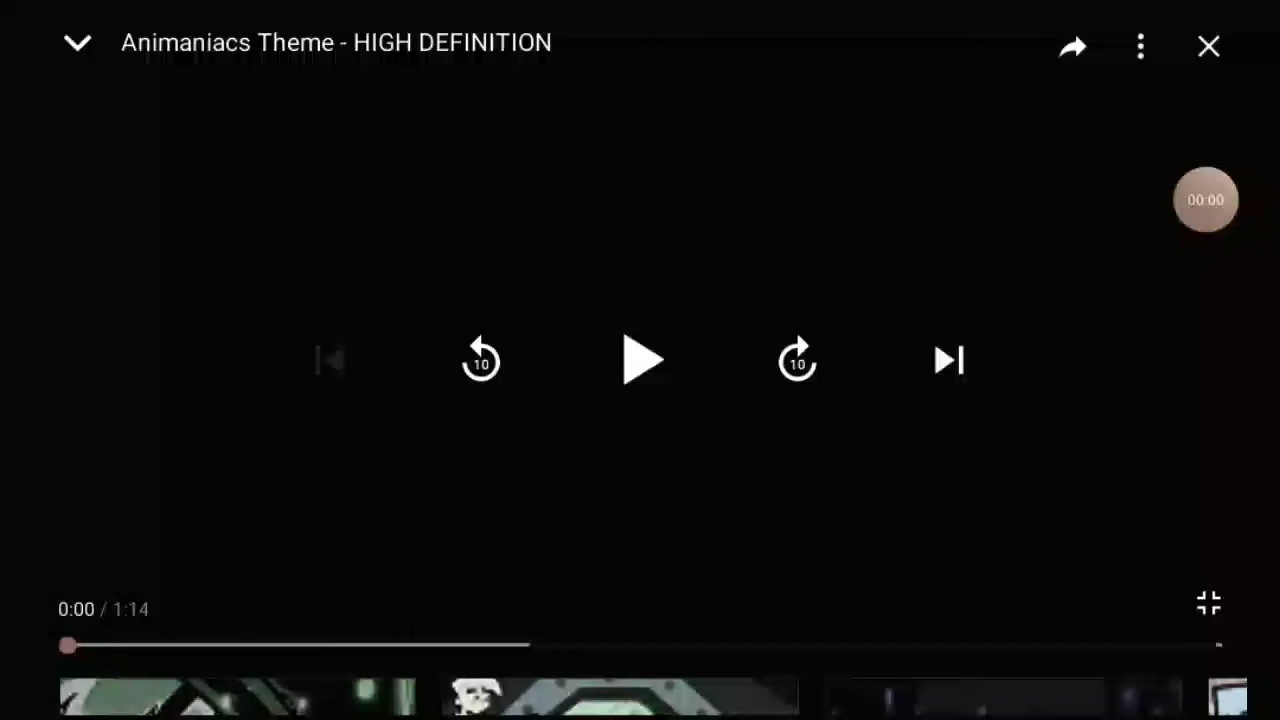 Animaniacs Theme - HIGH DEFINITION
00:00
10
10
0:00 / 1:14